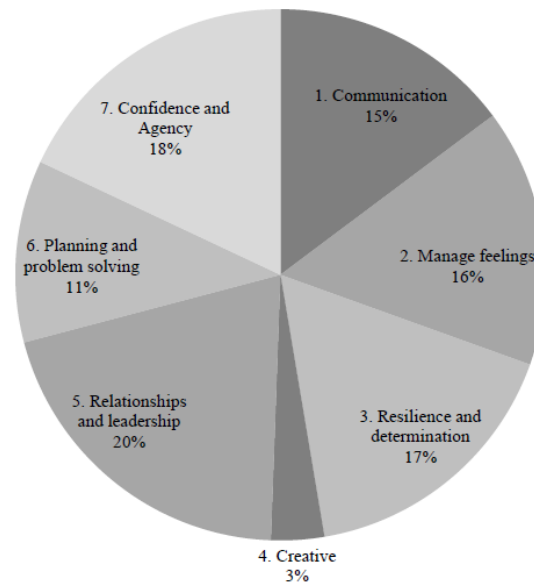 1. Communication
15%
2. Manage feelings
16%
3. Resilience and
determination
17%
4. Creative
3%
5. Relationships
and leadership
20%
6. Planning and
problem solving
11%
7. Confidence and
Agency
18%